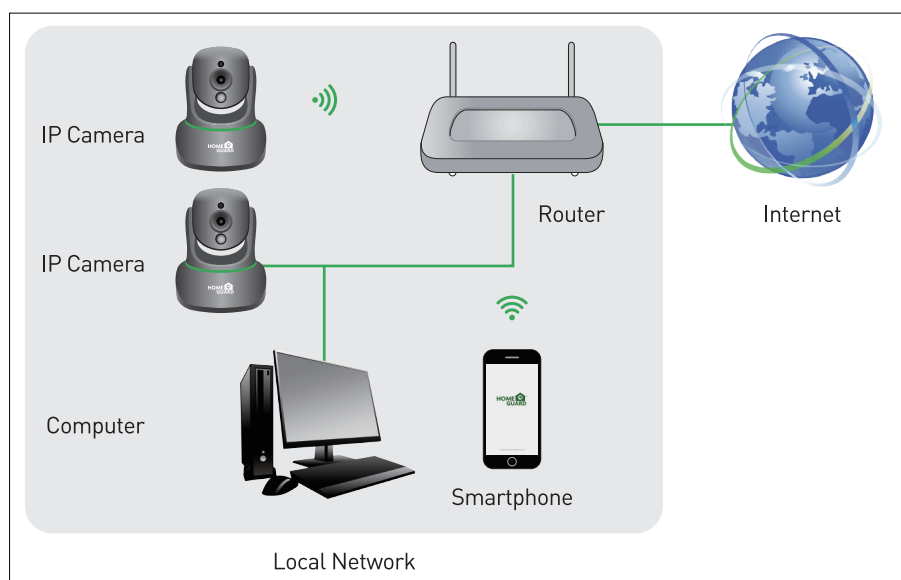 IP Camera
HOME
GUARD
Router
Internet
IP Camera
HOME
GUARD
Computer
HOME
GUARD
Smartphone
Local Network